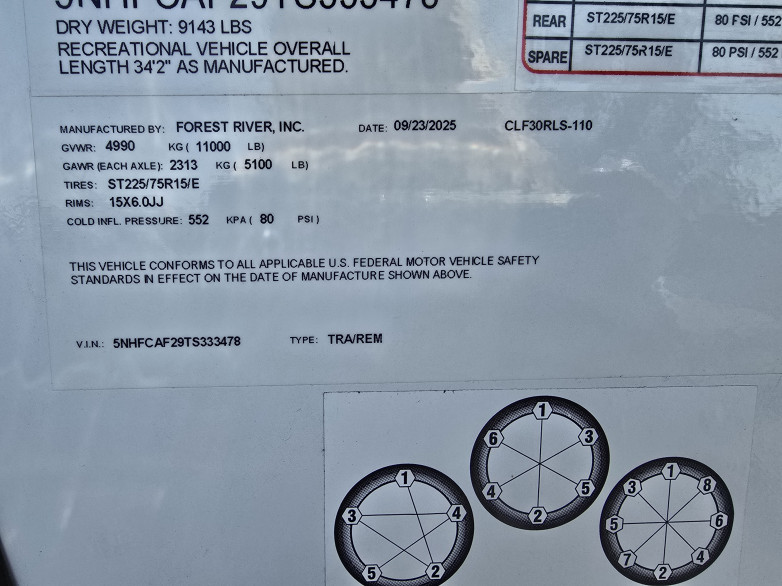 5NHFCAF29TS333478
DRY WEIGHT: 9143 LBS
RECREATIONAL VEHICLE OVERALL
LENGTH 34'2" AS MANUFACTURED.
REAR ST225/75R15/E 80 PSI / 552
SPARE ST225/75R15/E 80 PSI / 552
MANUFACTURED BY: FOREST RIVER, INC. DATE: 09/23/2025 CLF30RLS-110
GVWR: 4990 KG ( 11000 LB)
GAWR (EACH AXLE): 2313 KG ( 5100 LB)
TIRES: ST225/75R15/E
RIMS: 15X6.0JJ
COLD INFL. PRESSURE: 552 KPA ( 80 PSI )
THIS VEHICLE CONFORMS TO ALL APPLICABLE U.S. FEDERAL MOTOR VEHICLE SAFETY
STANDARDS IN EFFECT ON THE DATE OF MANUFACTURE SHOWN ABOVE.
V.I.N.: 5NHFCAF29TS333478 TYPE: TRA/REM
1
3
4
5
2
1
6
3
4
5
2
1
3
8
5
6
7
4
2